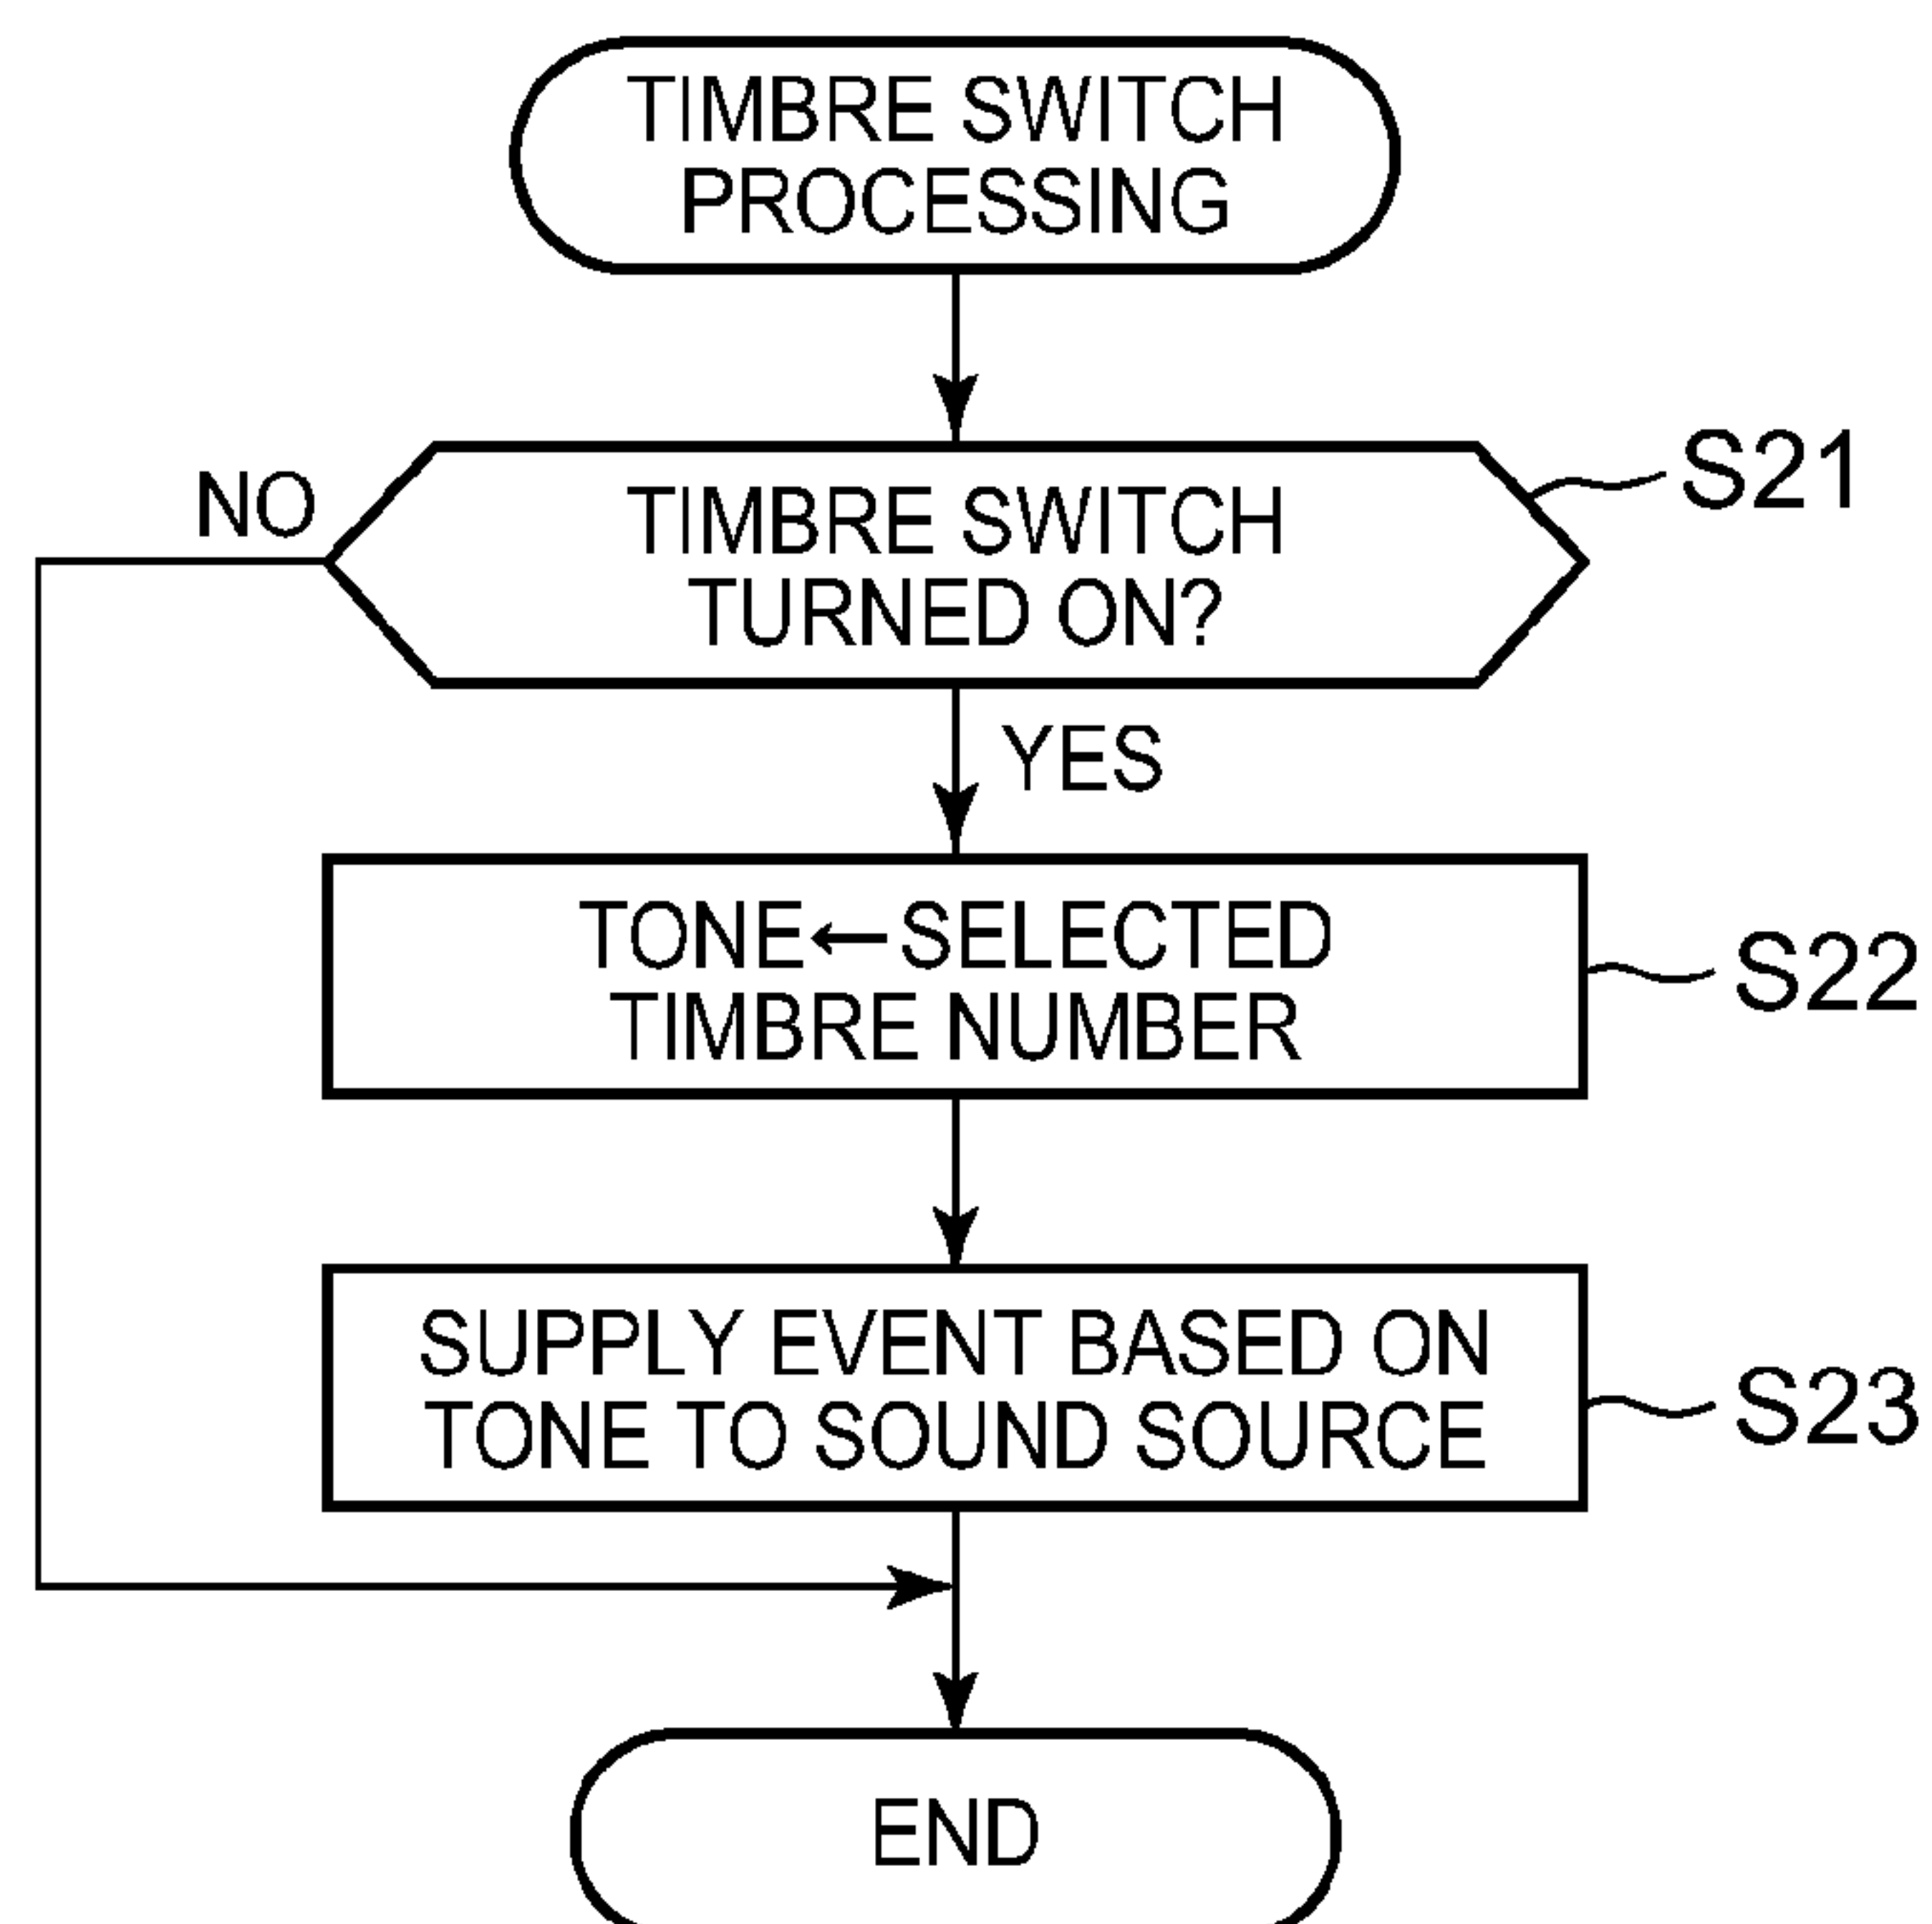 TIMBRE SWITCH
PROCESSING
S21
NO
TIMBRE SWITCH
TURNED ON?
YES
TONE←SELECTED
TIMBRE NUMBER
S22
SUPPLY EVENT BASED ON
TONE TO SOUND SOURCE
S23
END